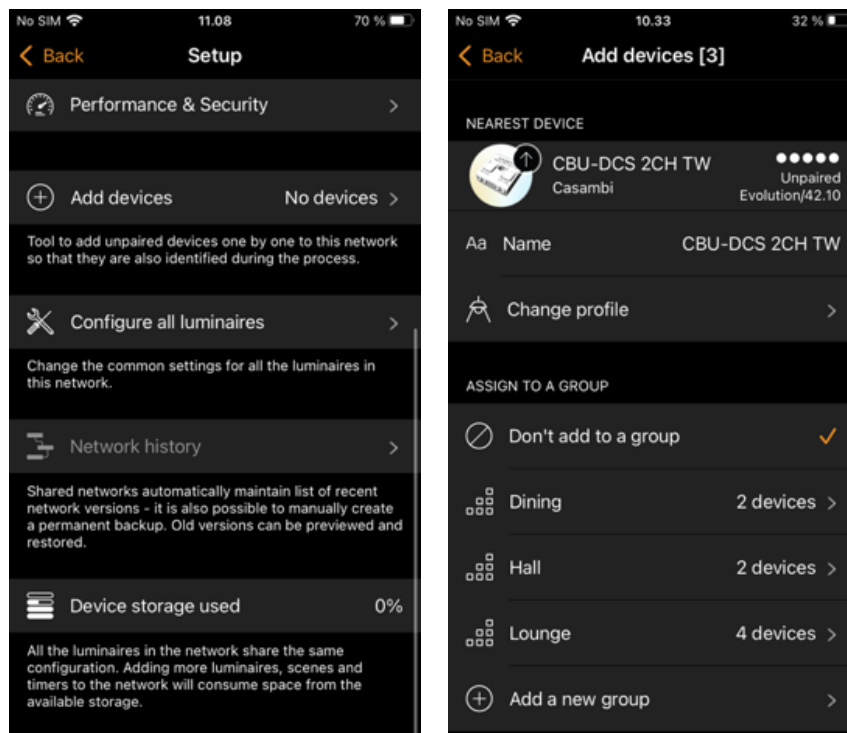 No SIM 11.08 70 %
Back Setup
Performance & Security
Add devices No devices
Tool to add unpaired devices one by one to this network
so that they are also identified during the process.
Configure all luminaires
Change the common settings for all the luminaires in
this network.
Network history
Shared networks automatically maintain list of recent
network versions - it is also possible to manually create
a permanent backup. Old versions can be previewed and
restored.
Device storage used 0%
All the luminaires in the network share the same
configuration. Adding more luminaires, scenes and
timers to the network will consume space from the
available storage.
No SIM 10.33 32 %
Back Add devices [3]
NEAREST DEVICE
CBU-DCS 2CH TW
Casambi
Unpaired
Evolution/42.10
Aa Name CBU-DCS 2CH TW
Change profile
ASSIGN TO A GROUP
Don't add to a group
Dining 2 devices
Hall 2 devices
Lounge 4 devices
Add a new group